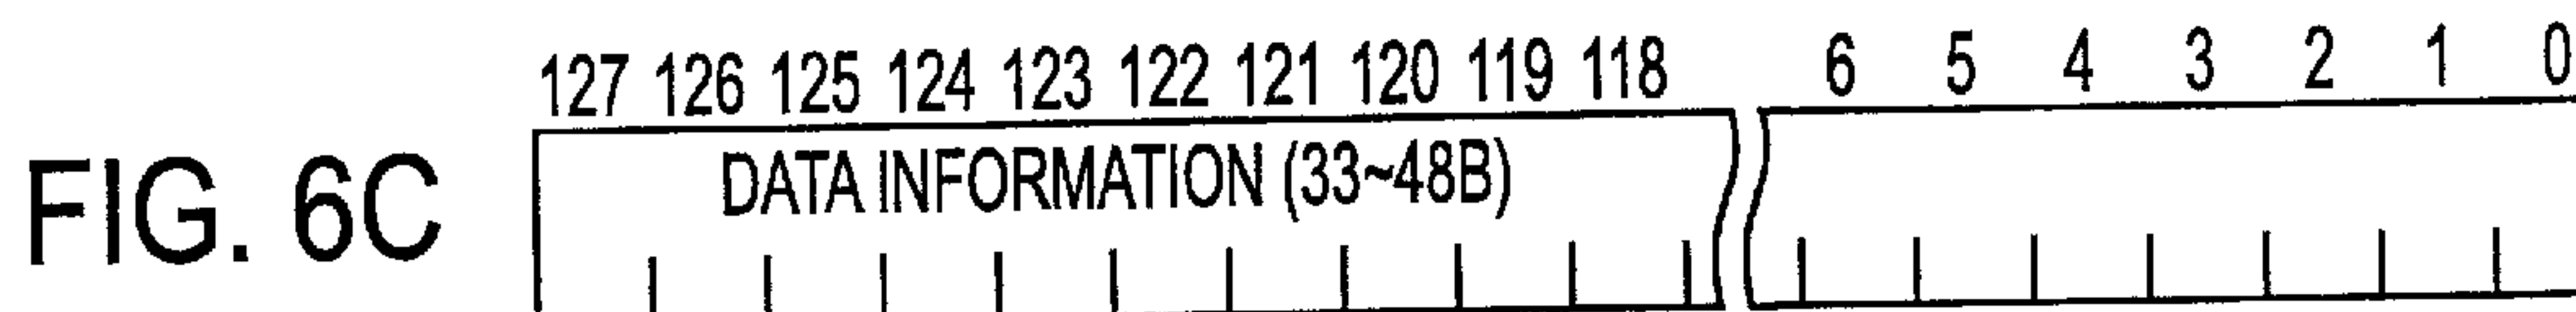 127 126 125 124 123 122 121 120 119 118 6 5 4 3 2 1 0
FIG. 6C
DATA INFORMATION (33~48B)